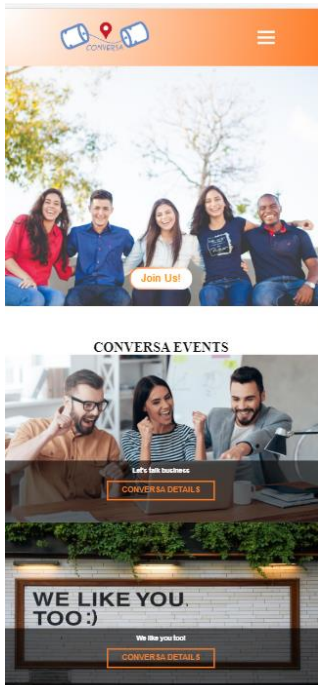 CONVERSA
Join Us!
CONVERSA EVENTS
Let's talk business
CONVERSA DETAILS
WE LIKE YOU.
TOO:)
We like you too!
CONVERSA DETAILS